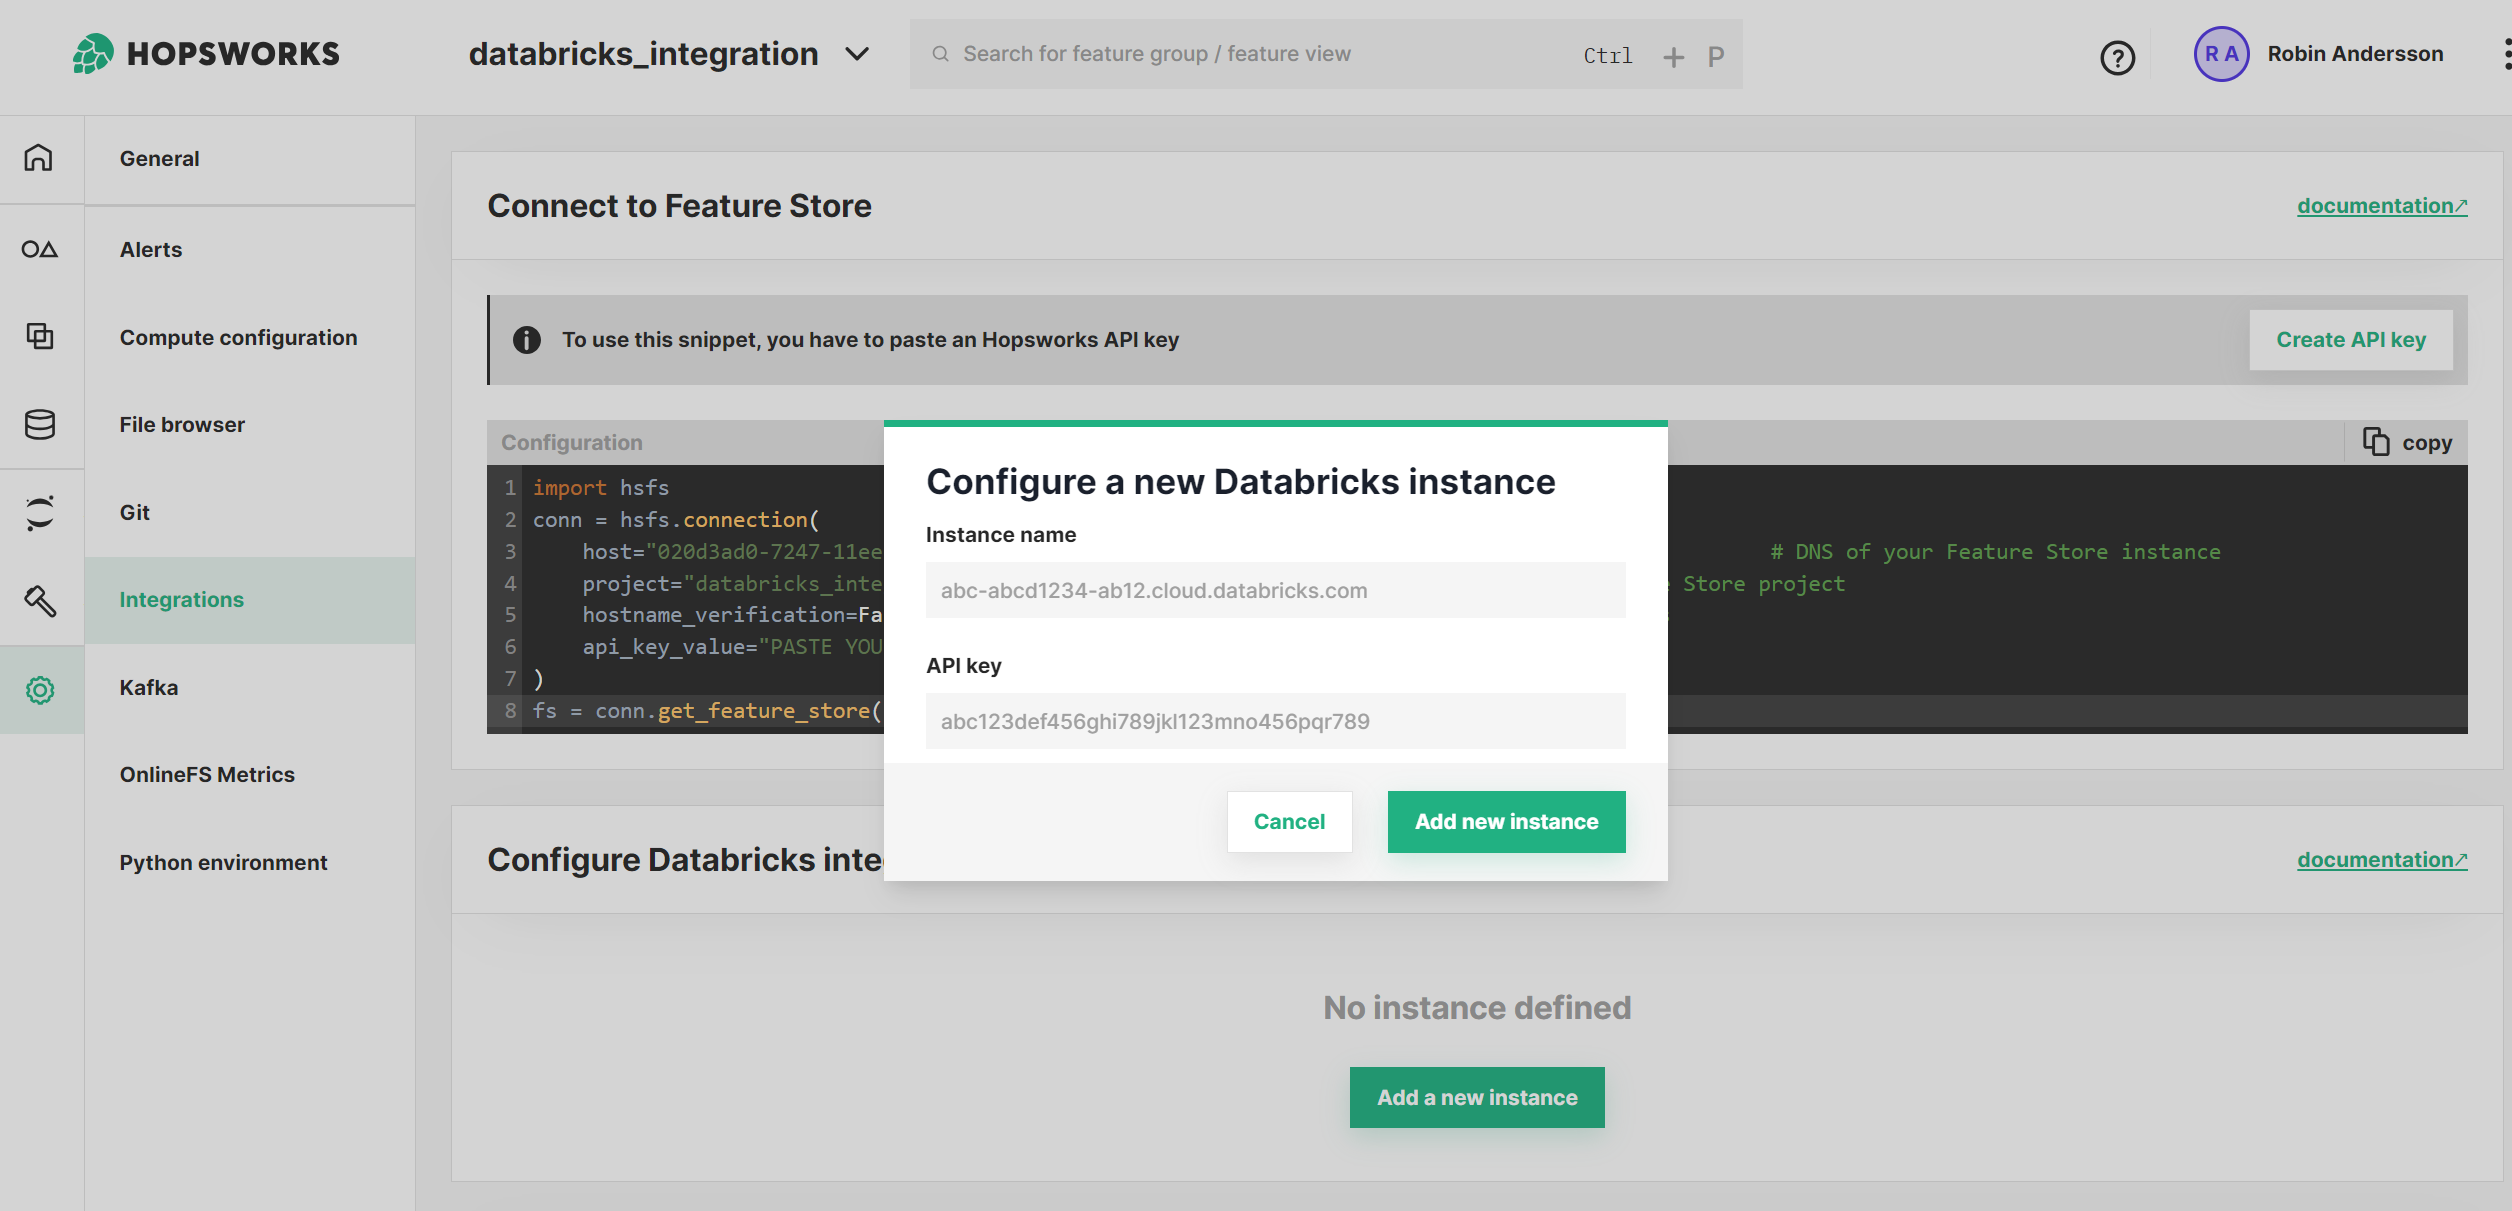 HOPSWORKS
databricks_integration
Search for feature group / feature view
Ctrl + P
R A
Robin Andersson
General
Alerts
Compute configuration
File browser
Git
Integrations
Kafka
OnlineFS Metrics
Python environment
Connect to Feature Store
documentation↗
To use this snippet, you have to paste an Hopsworks API key
Create API key
Configuration
copy
1 import hsfs
2 conn = hsfs.connection(
3 host="020d3ad0-7247-11ee # DNS of your Feature Store instance
4 project="databricks_inte Store project
5 hostname_verification=Fa
6 api_key_value="PASTE YOU
7 )
8 fs = conn.get_feature_store(
Configure a new Databricks instance
Instance name
abc-abcd1234-ab12.cloud.databricks.com
API key
abc123def456ghi789jkl123mno456pqr789
Cancel
Add new instance
Configure Databricks inte
documentation↗
No instance defined
Add a new instance